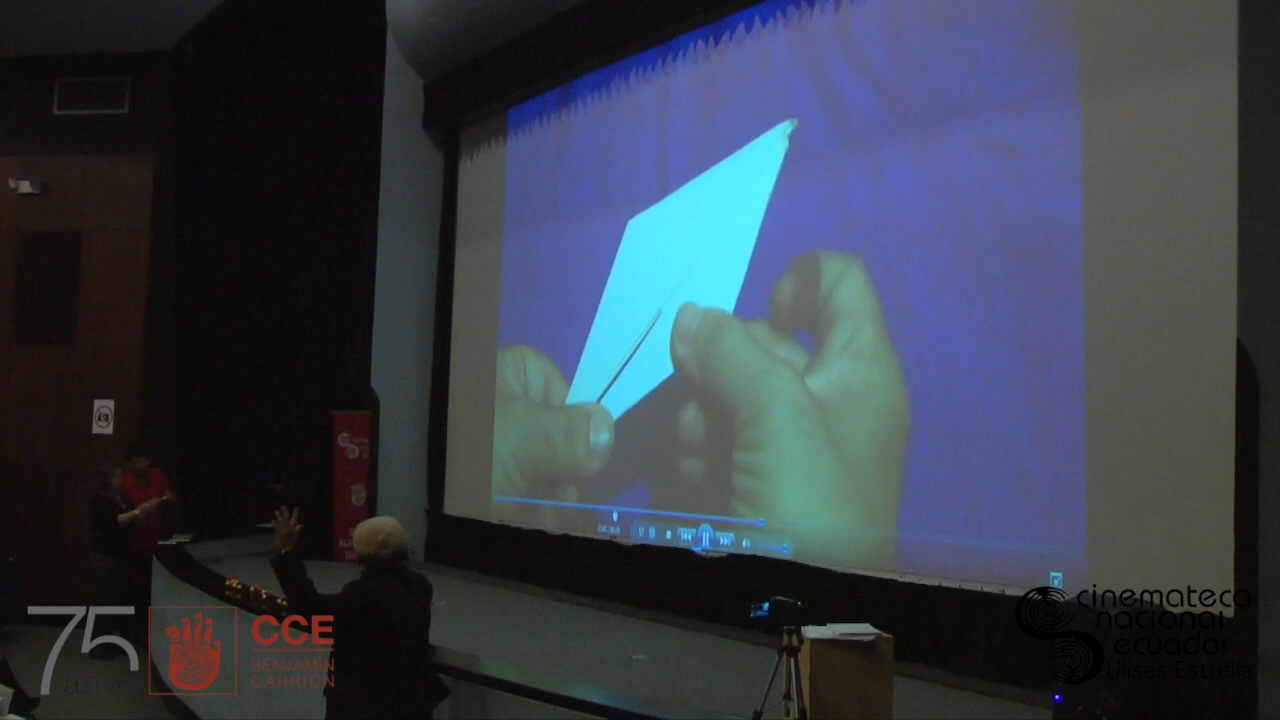 75
años
CCE
BENJAMÍN
CARRIÓN
cinemateca
nacional
ecuador
Ulises Estrella